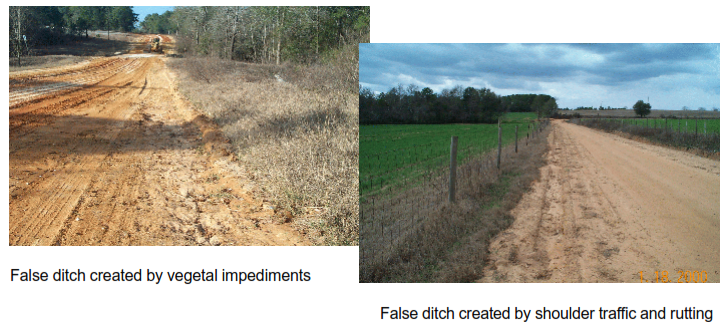 False ditch created by vegetal impediments
False ditch created by shoulder traffic and rutting